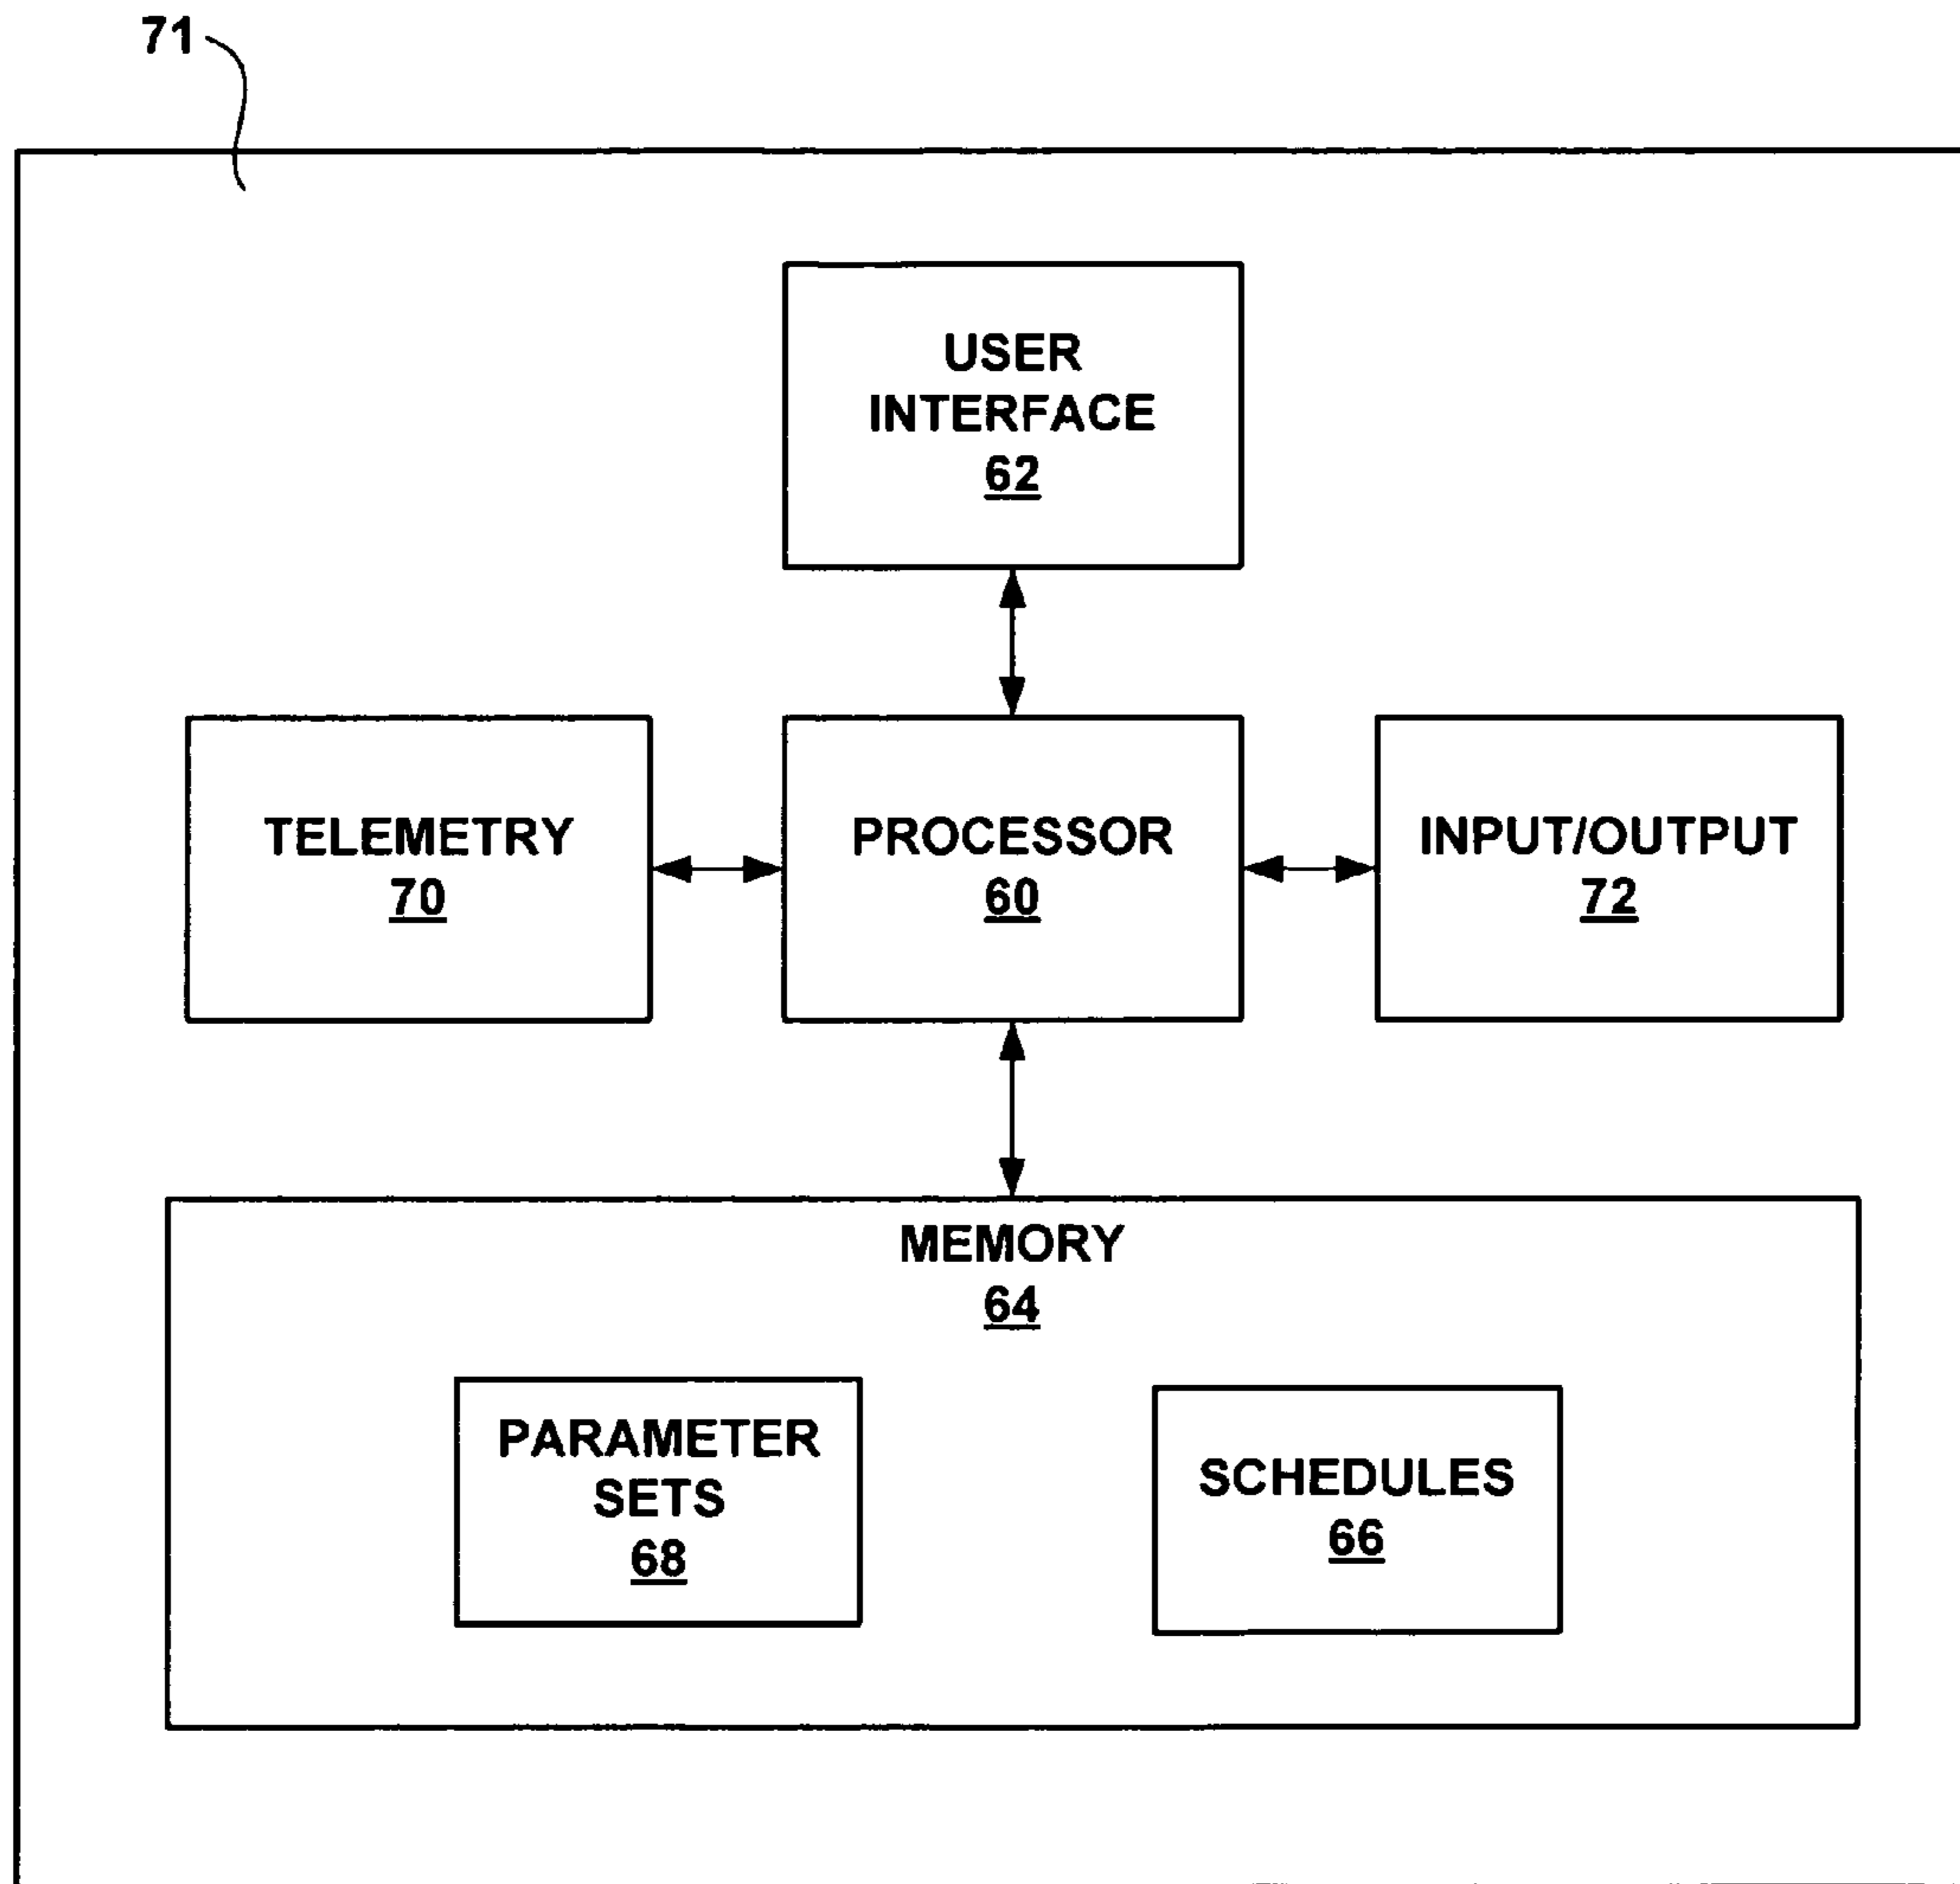 71
USER
INTERFACE
62
TELEMETRY
70
PROCESSOR
60
INPUT/OUTPUT
72
MEMORY
64
PARAMETER
SETS
68
SCHEDULES
66